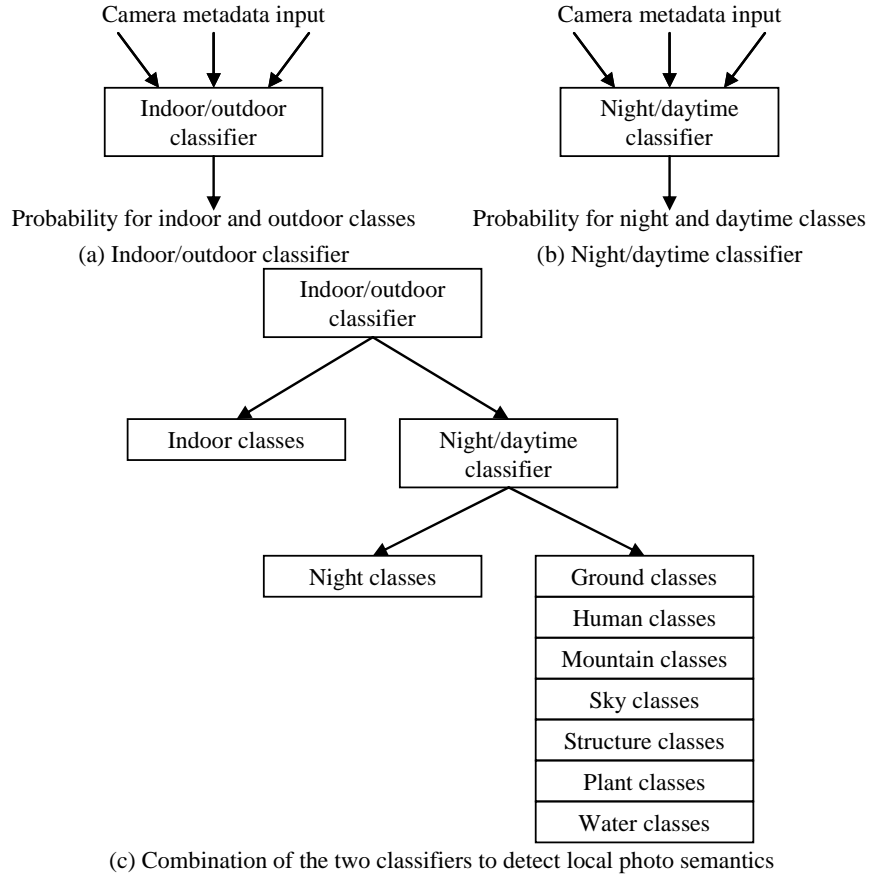 Camera metadata input
Indoor/outdoor
classifier
Probability for indoor and outdoor classes
(a) Indoor/outdoor classifier
Camera metadata input
Night/daytime
classifier
Probability for night and daytime classes
(b) Night/daytime classifier
Indoor/outdoor
classifier
Indoor classes
Night/daytime
classifier
Night classes
Ground classes
Human classes
Mountain classes
Sky classes
Structure classes
Plant classes
Water classes
(c) Combination of the two classifiers to detect local photo semantics